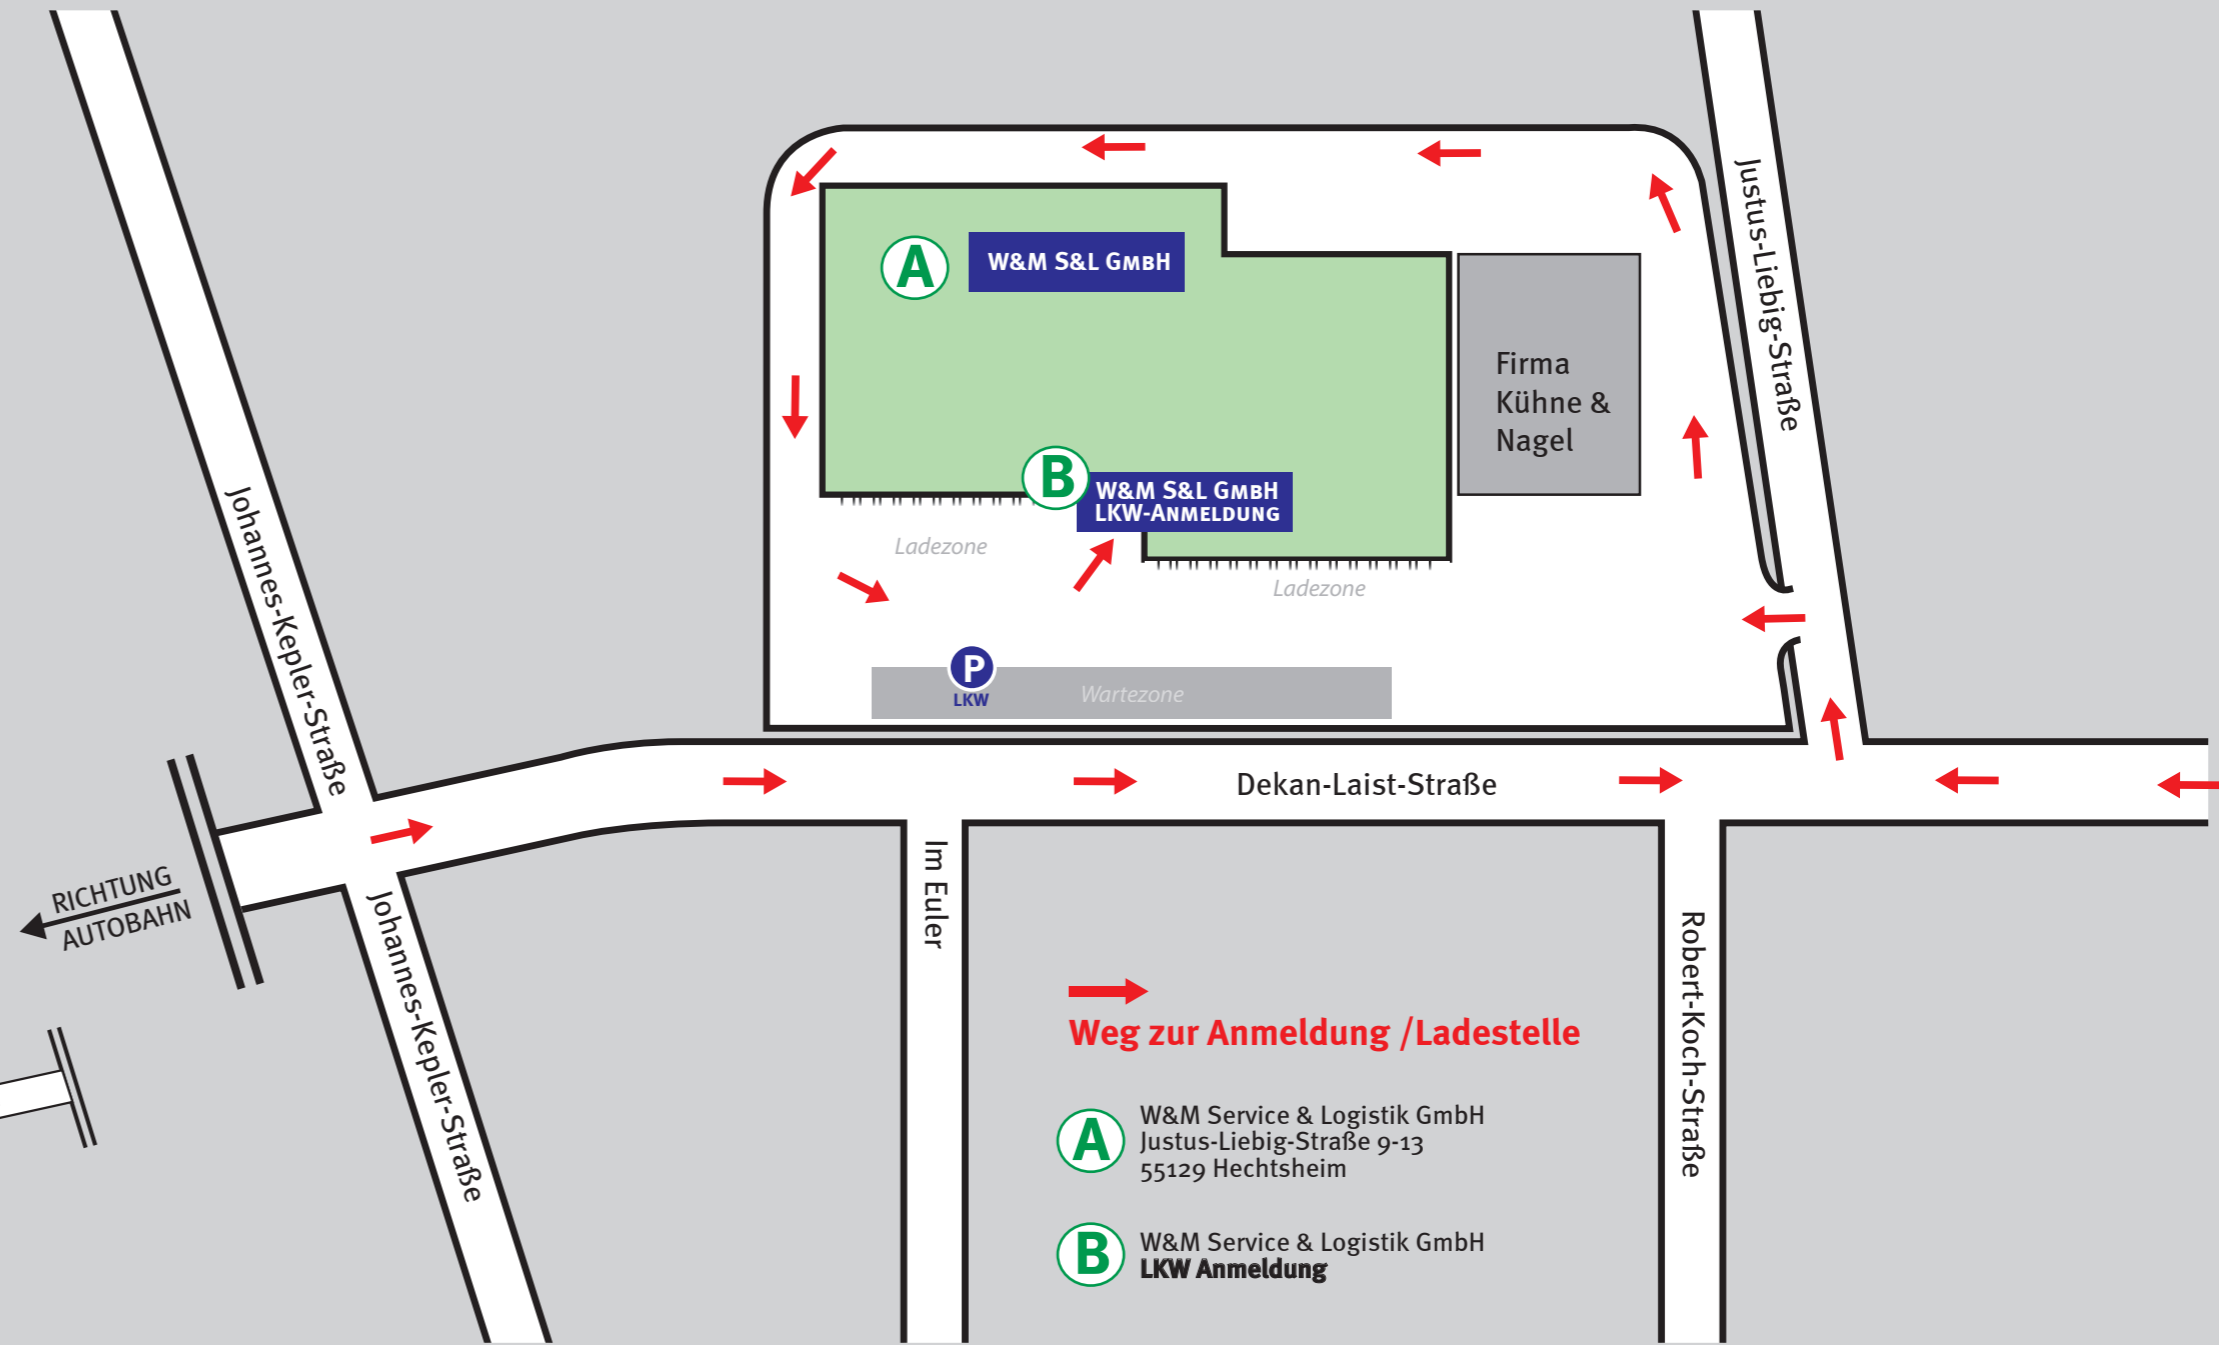 W&M S&L GmbH
A
Justus-Liebig-Straße
Firma
Kühne &
Nagel
B
W&M S&L GmbH
LKW-Anmeldung
Ladezone
Ladezone
P
LKW
Wartezone
Johannes-Kepler-Straße
Dekan-Laist-Straße
RICHTUNG
AUTOBAHN
Johannes-Kepler-Straße
Im Euler
Robert-Koch-Straße
Weg zur Anmeldung /Ladestelle
A
W&M Service & Logistik GmbH
Justus-Liebig-Straße 9-13
55129 Hechtsheim
B
W&M Service & Logistik GmbH
LKW Anmeldung